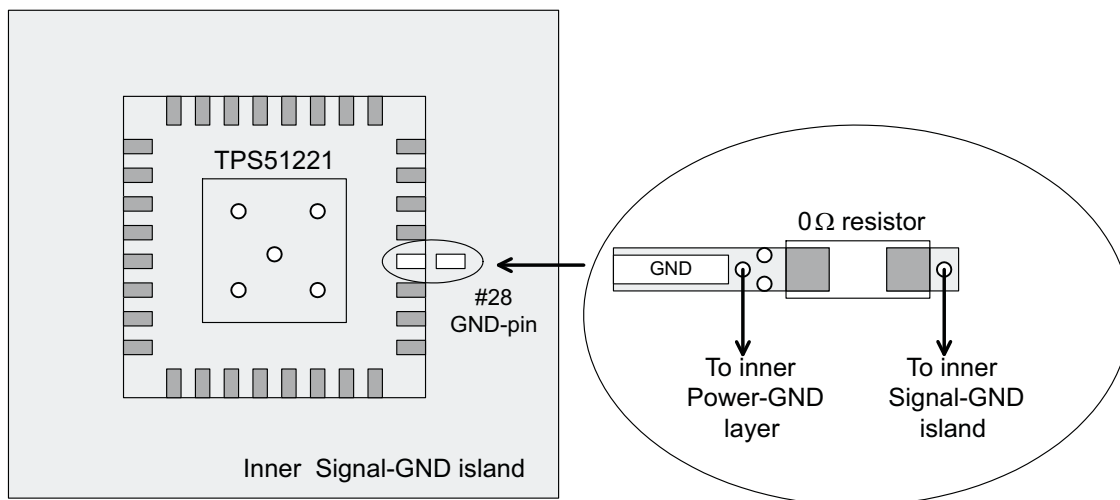 TPS51221
#28
GND-pin
Inner Signal-GND island
0Ω resistor
GND
To inner
Power-GND
layer
To inner
Signal-GND
island